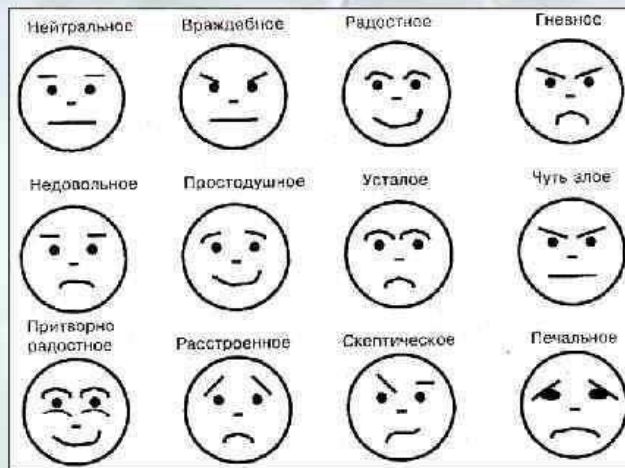 Нейтральное Враждебное Радостное Гневное
Недовольное Простодушное Усталое Чуть злое
Притворно
радостное Расстроенное Скептическое Печальное